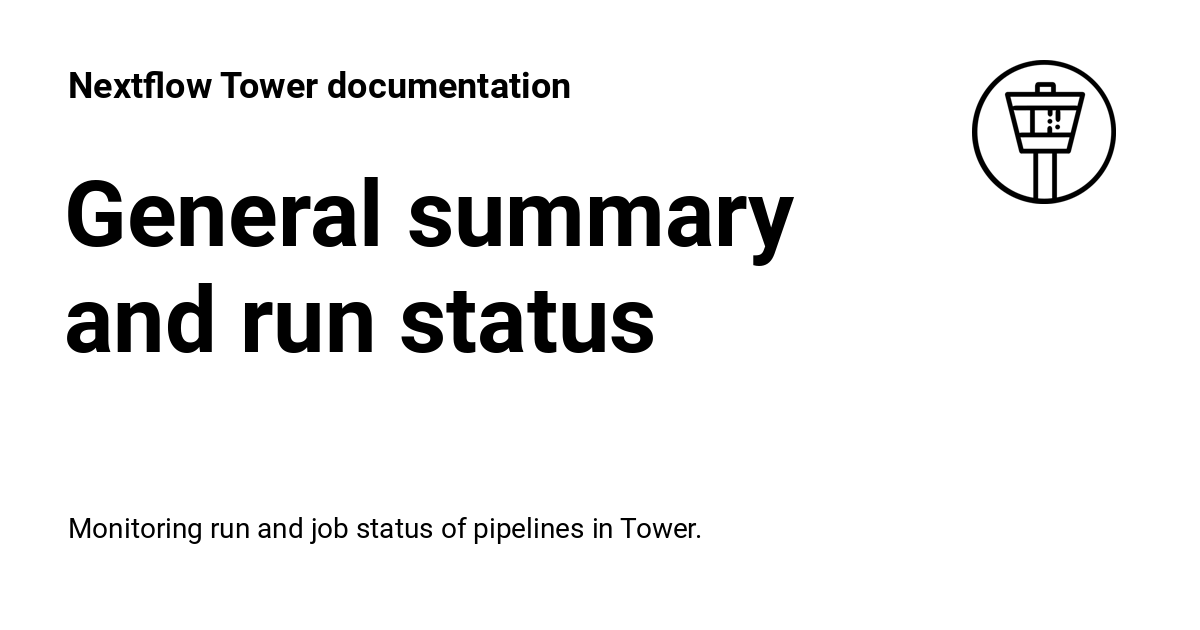 Nextflow Tower documentation
General summary
and run status
Monitoring run and job status of pipelines in Tower.